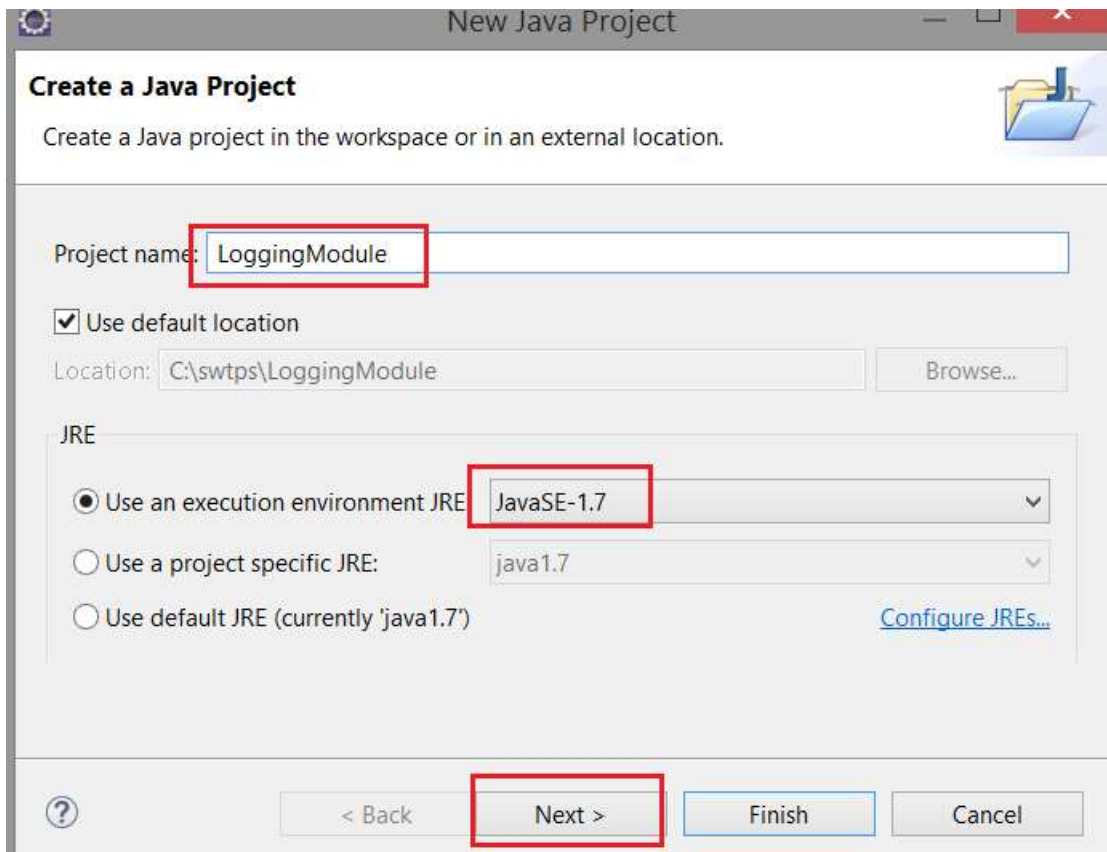 New Java Project
Create a Java Project
Create a Java project in the workspace or in an external location.
Project name: LoggingModule
Use default location
Location: C:\swtps\LoggingModule Browse...
JRE
Use an execution environment JRE JavaSE-1.7
Use a project specific JRE: java1.7
Use default JRE (currently 'java1.7') Configure JREs...
? < Back Next > Finish Cancel